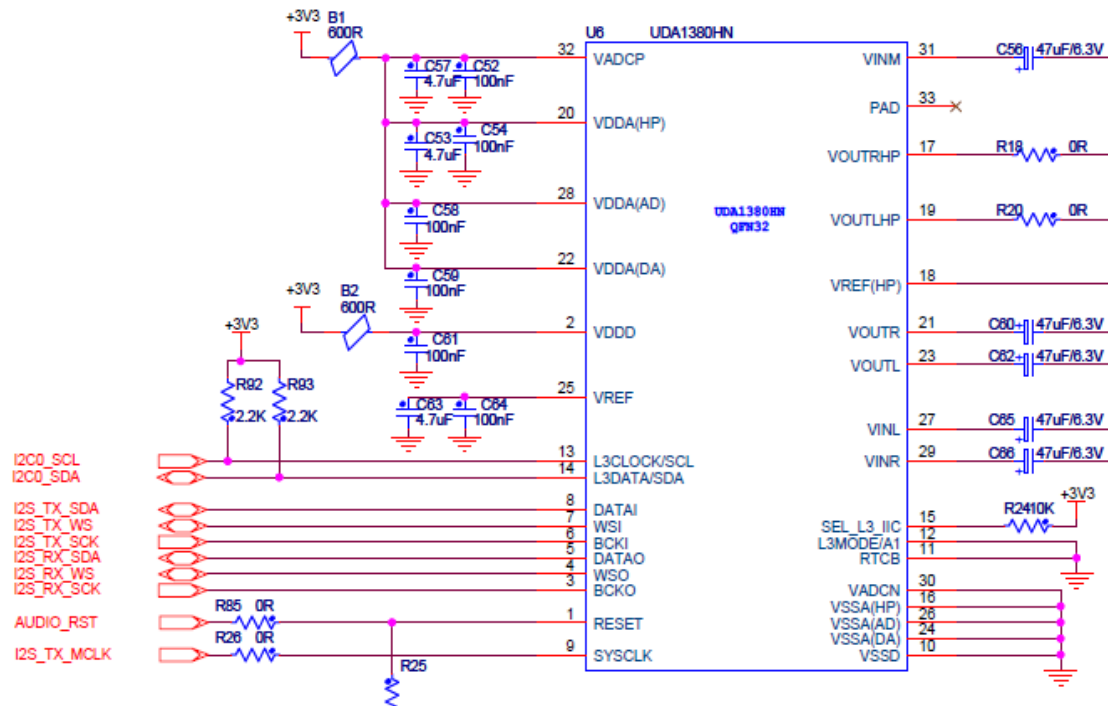 +3V3 B1 U6 UDA1380HN
600R
32 VADCP VINM 31 C56 47uF/6.3V
C57 C52
4.7uF 100nF
PAD 33
20 VDDA(HP)
C53 C54
4.7uF 100nF
VOUTRHP 17 R18 0R
28 VDDA(AD) UDA1380HN VOUTLHP 19 R20 0R
C58 QFN32
100nF
22 VDDA(DA) VREF(HP) 18
C59
100nF
+3V3 B2
600R
2 VDDD VOUTR 21 C60 47uF/6.3V
+3V3 C61
100nF
VOUTL 23 C62 47uF/6.3V
R92 R93
2.2K 2.2K
25 VREF
C63 C64
4.7uF 100nF
VINL 27 C65 47uF/6.3V
I2C0_SCL 13 L3CLOCK/SCL VINR 29 C66 47uF/6.3V
I2C0_SDA 14 L3DATA/SDA
+3V3
I2S_TX_SDA 8 DATAI
I2S_TX_WS 7 WSI SEL_L3_IIC 15 R2410K
I2S_TX_SCK 6 BCKI L3MODE/A1 12
I2S_RX_SDA 5 DATAO RTCB 11
I2S_RX_WS 4 WSO
I2S_RX_SCK 3 BCKO VADCN 30
VSSA(HP) 16
R85 0R
AUDIO_RST 1 RESET VSSA(AD) 26
R26 0R
VSSA(DA) 24
I2S_TX_MCLK 9 SYSCLK VSSD 10
R25